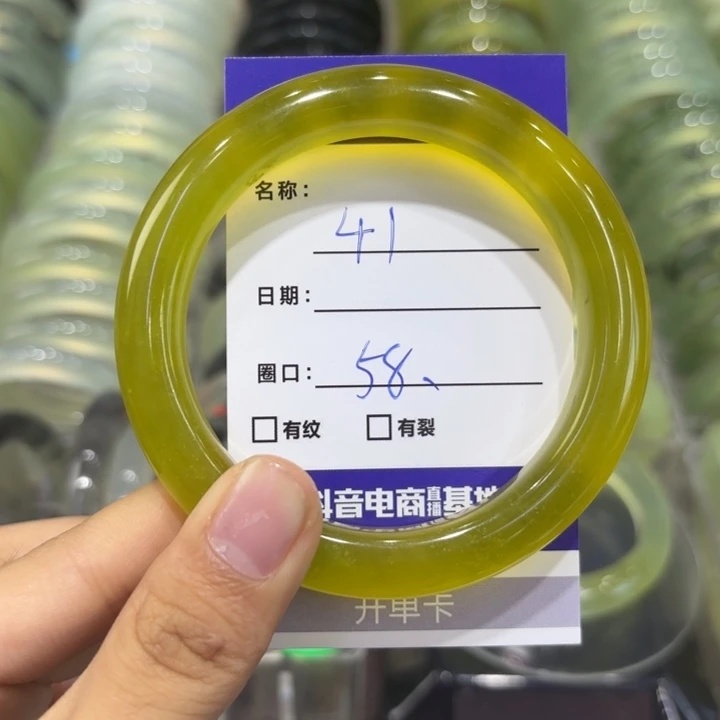 名称: 41
日期:
圈口: 58、
□有纹 □有裂
抖音电商直播基地
开单卡